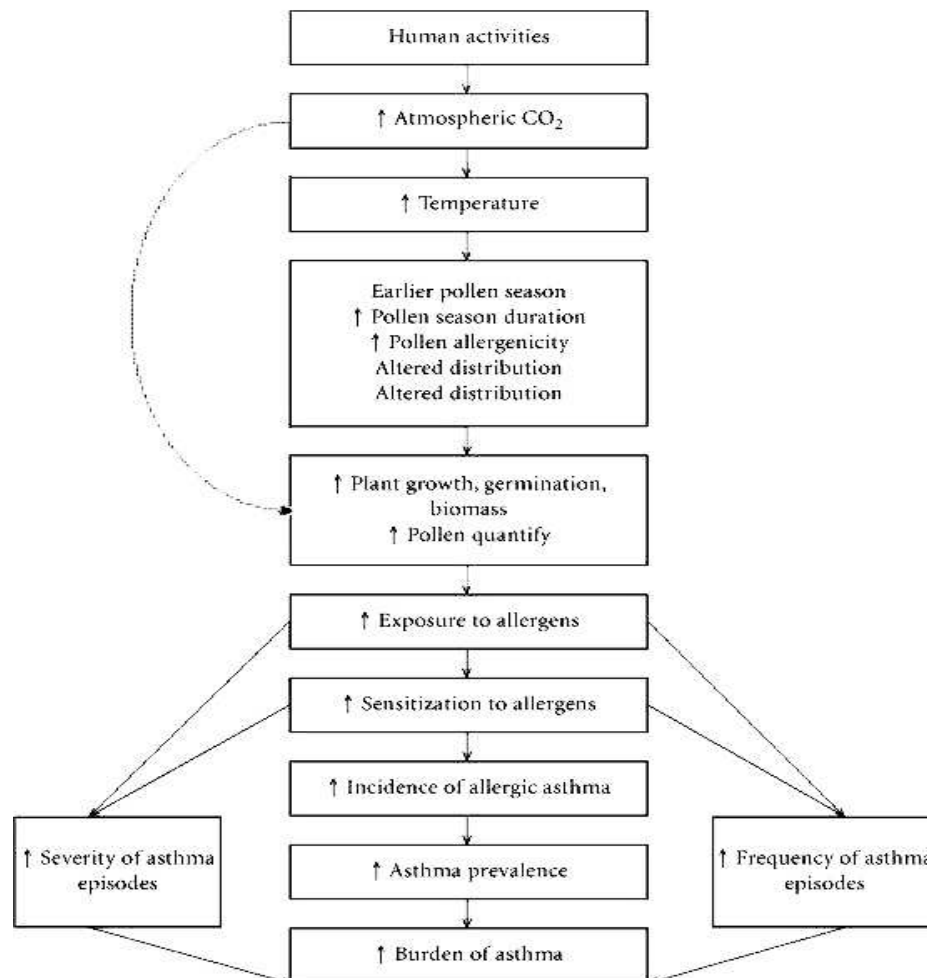 Human activities
↑ Atmospheric CO₂
↑ Temperature
Earlier pollen season
↑ Pollen season duration
↑ Pollen allergenicity
Altered distribution
Altered distribution
↑ Plant growth, germination,
biomass
↑ Pollen quantify
↑ Exposure to allergens
↑ Sensitization to allergens
↑ Incidence of allergic asthma
↑ Severity of asthma
episodes
↑ Asthma prevalence
↑ Frequency of asthma
episodes
↑ Burden of asthma